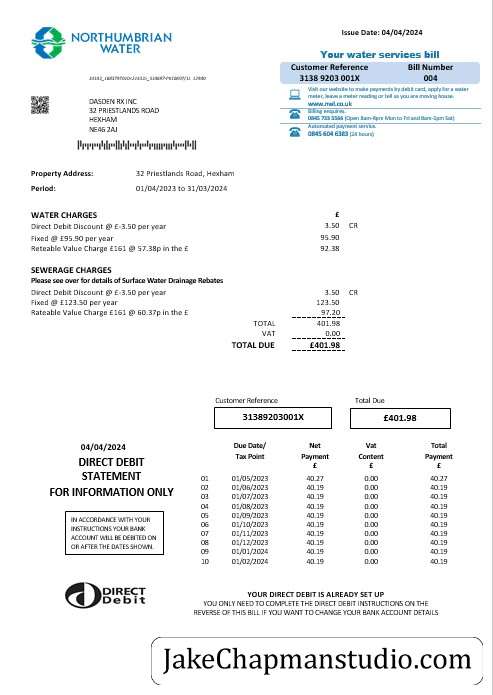 NORTHUMBRIAN
WATER
Issue Date: 04/04/2024
Your water services bill
Customer Reference Bill Number
3138 9203 001X 004
Visit our website to make payments by debit card, apply for a water
meter, leave a meter reading or tell us you are moving house.
www.nwl.co.uk
Billing enquires.
0845 733 5566 (Open 8am-8pm Mon to Fri and 8am-1pm Sat)
Automated payment service.
0845 604 6383 (24 hours)
DASDEN RX INC
32 PRIESTLANDS ROAD
HEXHAM
NE46 2AJ
Property Address: 32 Priestlands Road, Hexham
Period: 01/04/2023 to 31/03/2024
WATER CHARGES £
Direct Debit Discount @ £-3.50 per year 3.50 CR
Fixed @ £95.90 per year 95.90
Rateable Value Charge £161 @ 57.38p in the £ 92.38
SEWERAGE CHARGES
Please see over for details of Surface Water Drainage Rebates
Direct Debit Discount @ £-3.50 per year 3.50 CR
Fixed @ £123.50 per year 123.50
Rateable Value Charge £161 @ 60.37p in the £ 97.20
TOTAL 401.98
VAT 0.00
TOTAL DUE £401.98
Customer Reference Total Due
31389203001X £401.98
04/04/2024
DIRECT DEBIT
STATEMENT
FOR INFORMATION ONLY
IN ACCORDANCE WITH YOUR
INSTRUCTIONS YOUR BANK
ACCOUNT WILL BE DEBITED ON
OR AFTER THE DATES SHOWN.
Due Date/ Net Vat Total
Tax Point Payment Content Payment
£ £ £
01 01/05/2023 40.27 0.00 40.27
02 01/06/2023 40.19 0.00 40.19
03 01/07/2023 40.19 0.00 40.19
04 01/08/2023 40.19 0.00 40.19
05 01/09/2023 40.19 0.00 40.19
06 01/10/2023 40.19 0.00 40.19
07 01/11/2023 40.19 0.00 40.19
08 01/12/2023 40.19 0.00 40.19
09 01/01/2024 40.19 0.00 40.19
10 01/02/2024 40.19 0.00 40.19
DIRECT
Debit
YOUR DIRECT DEBIT IS ALREADY SET UP
YOU ONLY NEED TO COMPLETE THE DIRECT DEBIT INSTRUCTIONS ON THE
REVERSE OF THIS BILL IF YOU WANT TO CHANGE YOUR BANK ACCOUNT DETAILS
JakeChapmanstudio.com